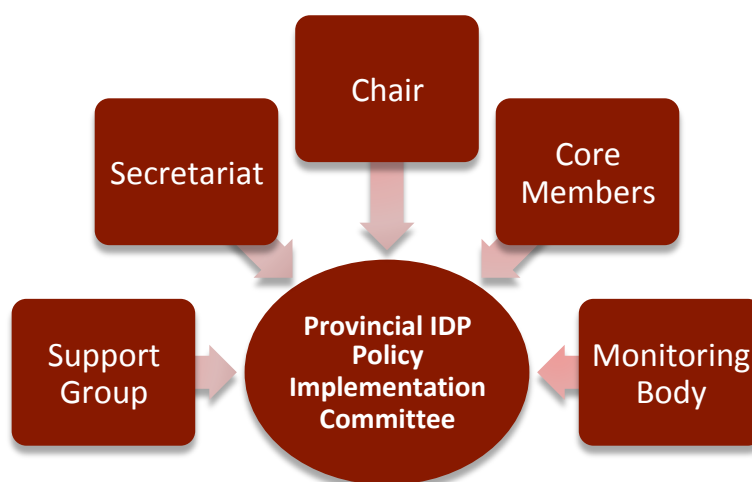 Chair
Secretariat
Core
Members
Support
Group
Provincial IDP
Policy
Implementation
Committee
Monitoring
Body